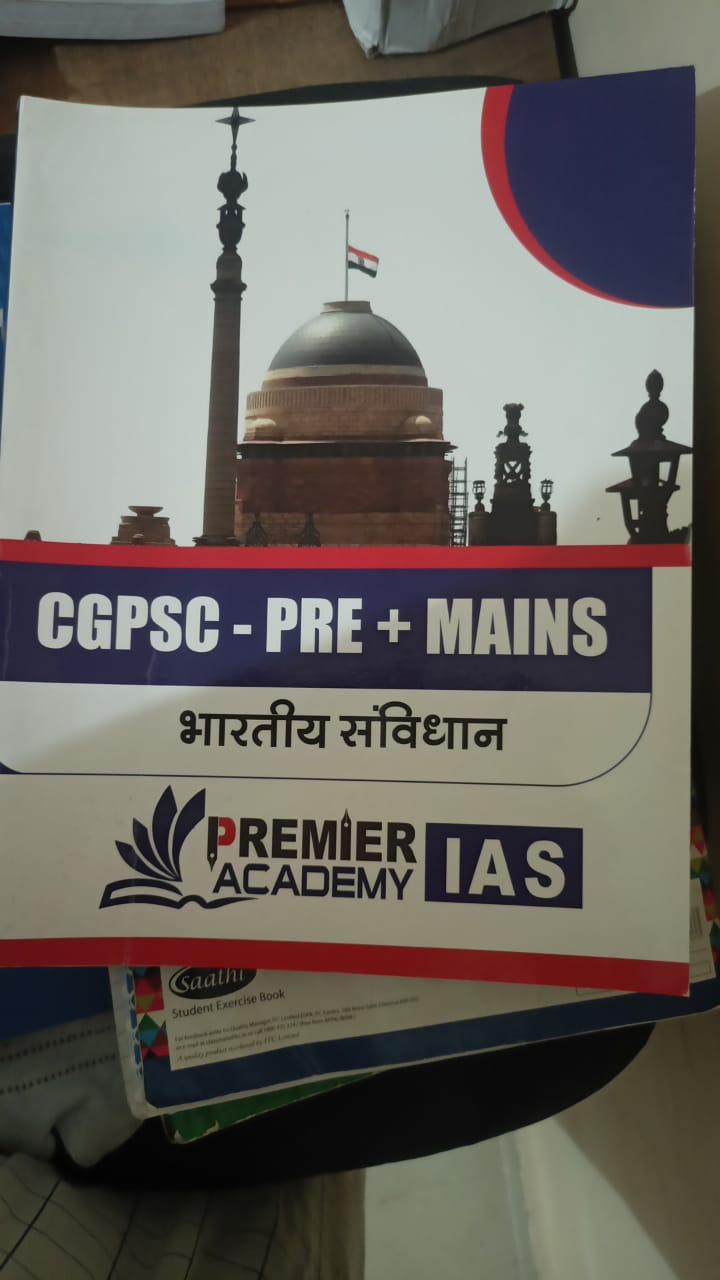 CGPSC - PRE + MAINS
भारतीय संविधान
PREMIER
ACADEMY
IAS
Saathi
Student Exercise Book
A quality product marketed by ITC Limited